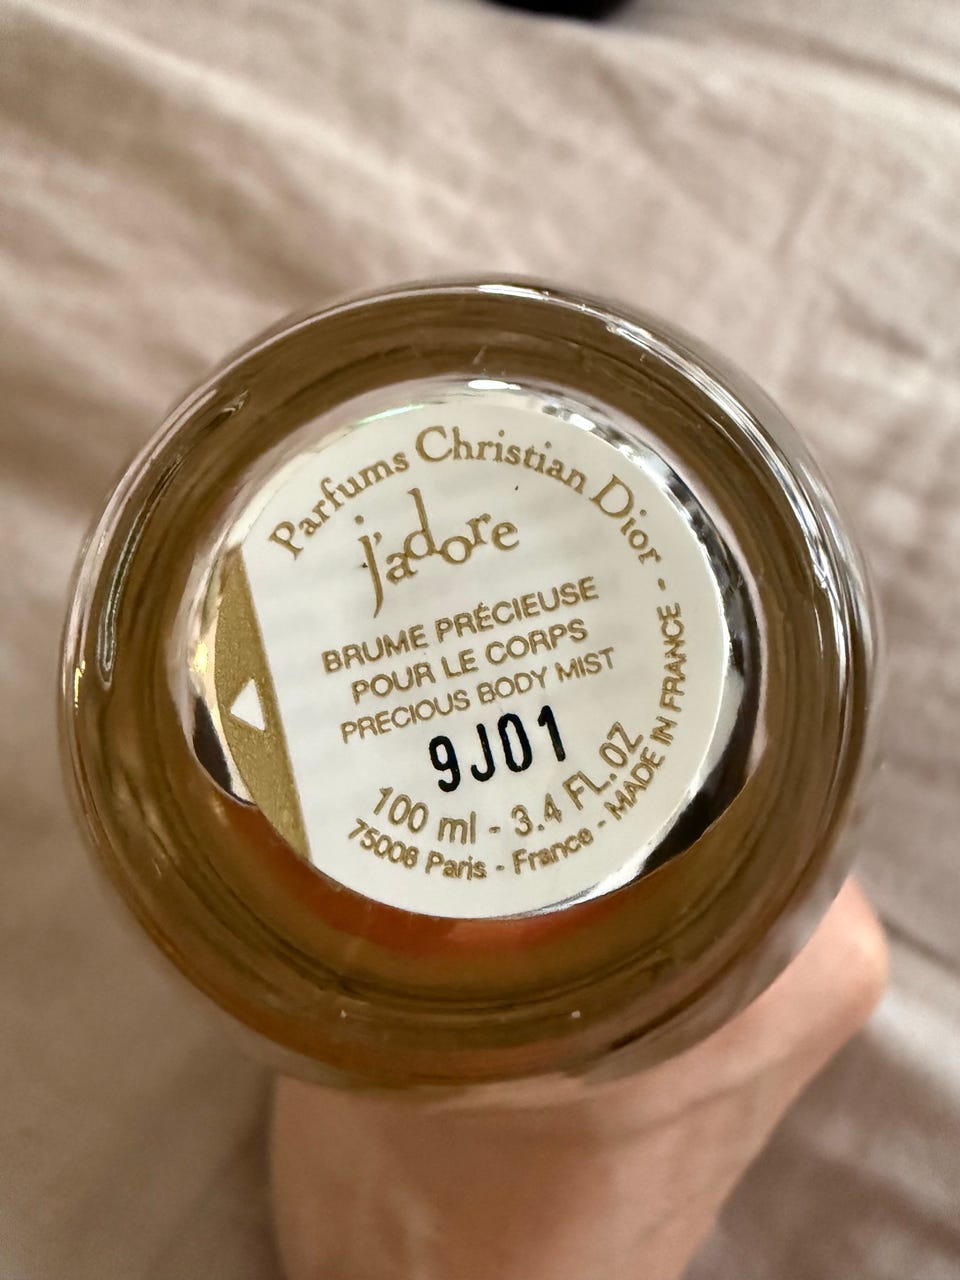 Parfums Christian Dior -
j'adore
BRUME PRÉCIEUSE
POUR LE CORPS
PRECIOUS BODY MIST
9J01
100 ml - 3.4 FL. OZ
75008 Paris - France - MADE IN FRANCE